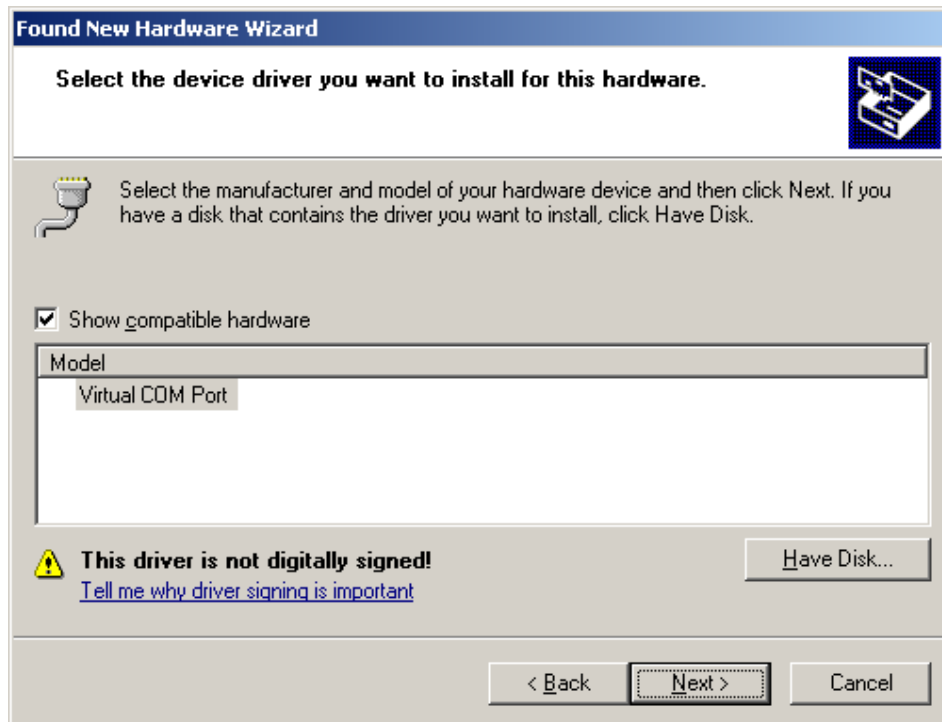 Found New Hardware Wizard
Select the device driver you want to install for this hardware.
Select the manufacturer and model of your hardware device and then click Next. If you
have a disk that contains the driver you want to install, click Have Disk.
Show compatible hardware
Model
Virtual COM Port
This driver is not digitally signed!
Have Disk...
Tell me why driver signing is important
< Back
Next >
Cancel